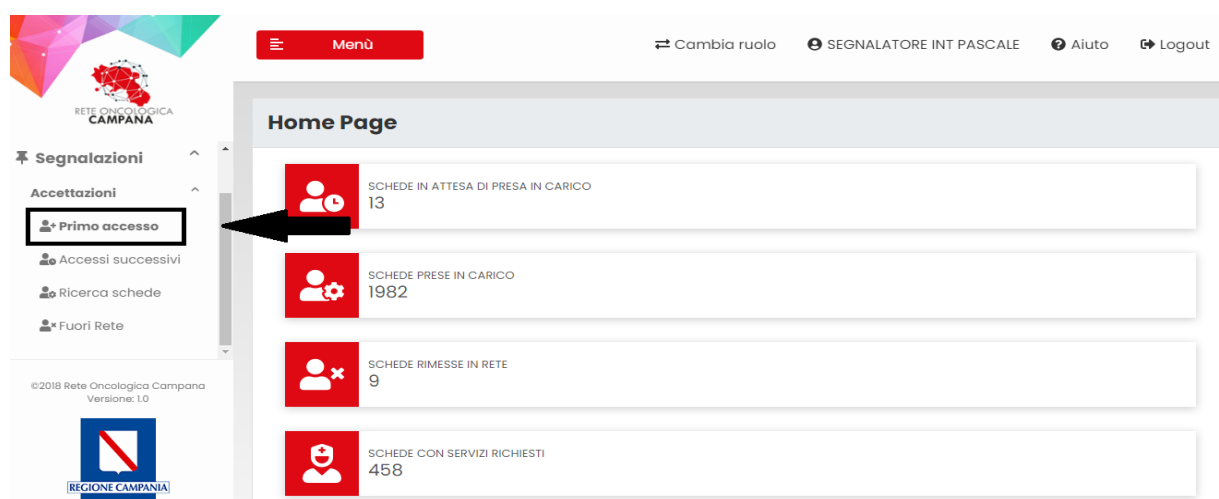 Menù
Cambia ruolo
SEGNALATORE INT PASCALE
Aiuto
Logout
RETE ONCOLOGICA
CAMPANA
Home Page
Segnalazioni
Accettazioni
Primo accesso
Accessi successivi
Ricerca schede
Fuori Rete
SCHEDE IN ATTESA DI PRESA IN CARICO
13
SCHEDE PRESE IN CARICO
1982
SCHEDE RIMESSE IN RETE
9
SCHEDE CON SERVIZI RICHIESTI
458
©2018 Rete Oncologica Campana
Versione: 1.0
REGIONE CAMPANIA